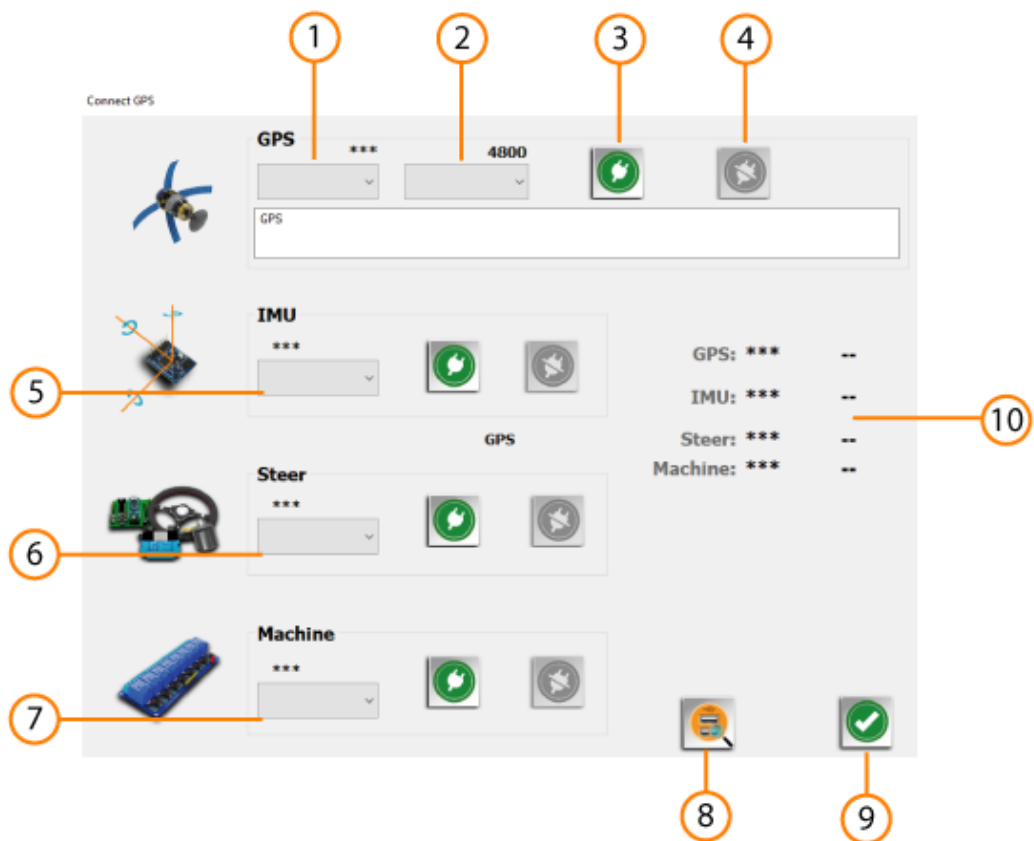 1 2 3 4
Connect GPS
GPS
*** 4800
GPS
IMU
***
5
GPS: *** --
IMU: *** --
Steer: *** --
Machine: *** --
10
GPS
Steer
***
6
Machine
***
7
8 9